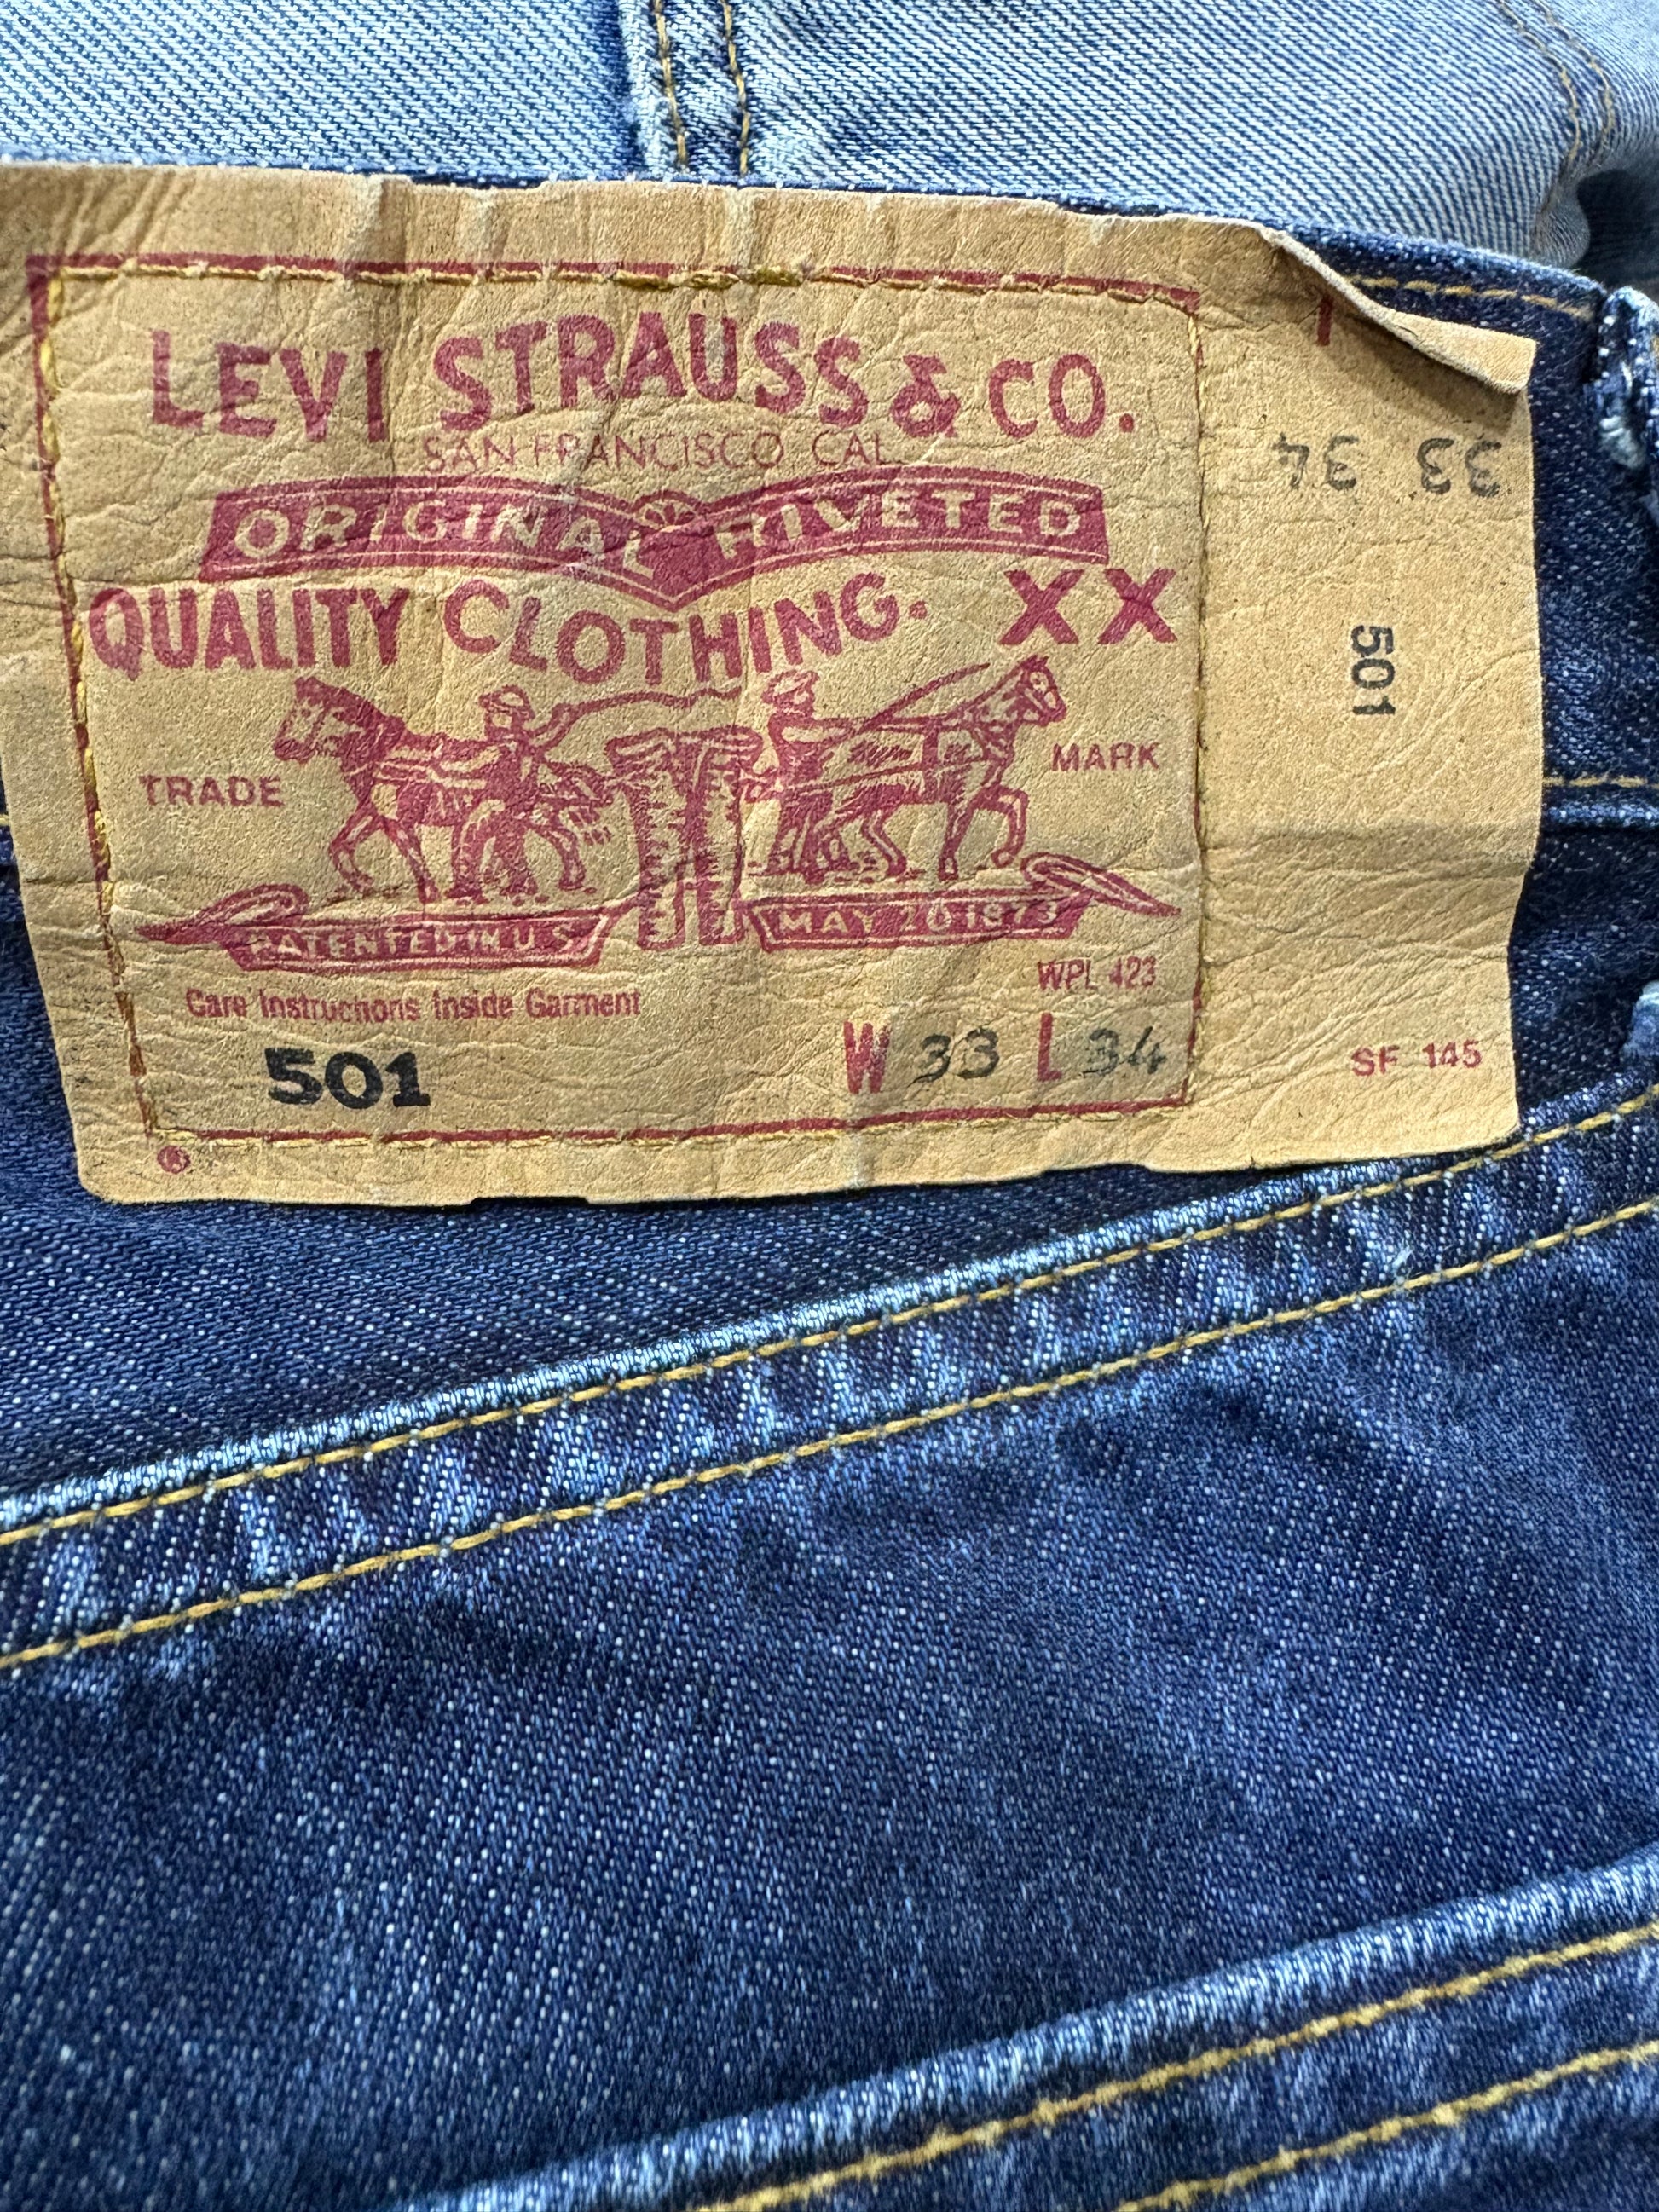 LEVI STRAUSS & CO.
SAN FRANCISCO CAL
ORIGINAL RIVETED
QUALITY CLOTHING. XX
TRADE MARK
PATENTED IN U S MAY 20 1873
WPL 423
Care Instructions Inside Garment
501 W 33 L 34
®
33 34
501
SF 145